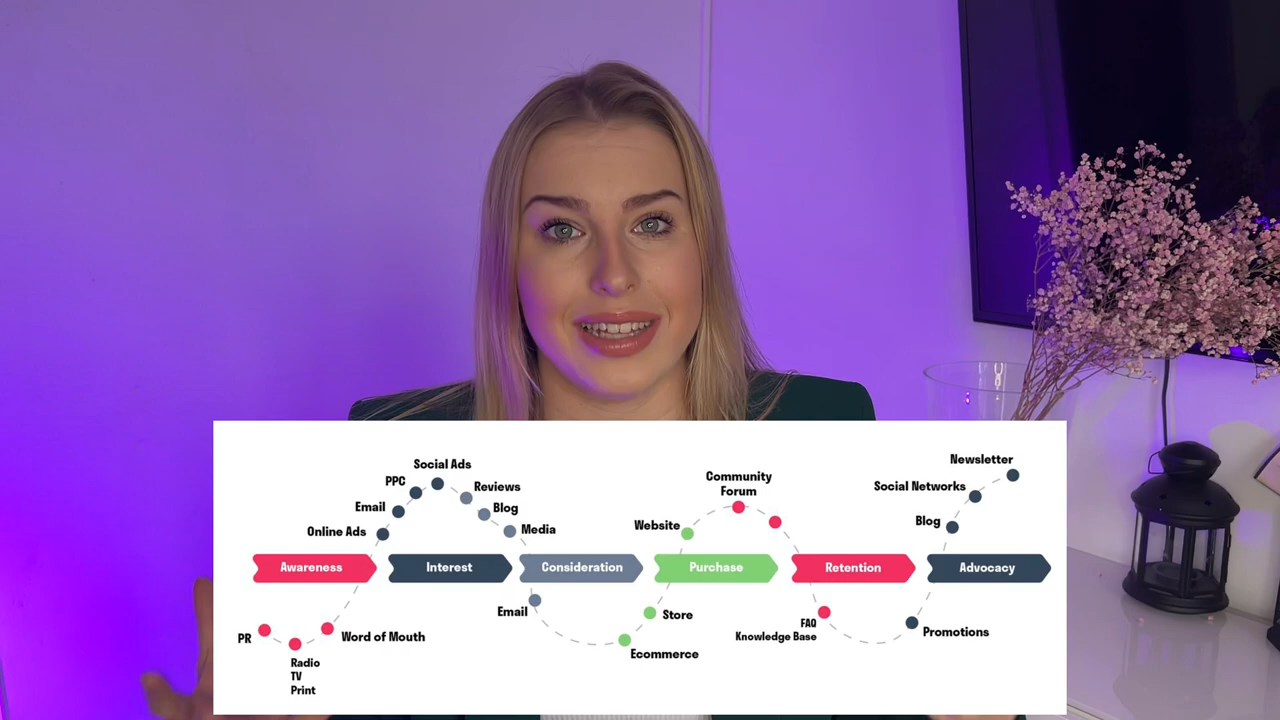 Social Ads
PPC
Reviews
Email
Blog
Online Ads
Media
Awareness
Interest
Consideration
Purchase
Retention
Advocacy
PR
Radio
TV
Print
Word of Mouth
Email
Website
Community
Forum
Store
Ecommerce
FAQ
Knowledge Base
Newsletter
Social Networks
Blog
Promotions